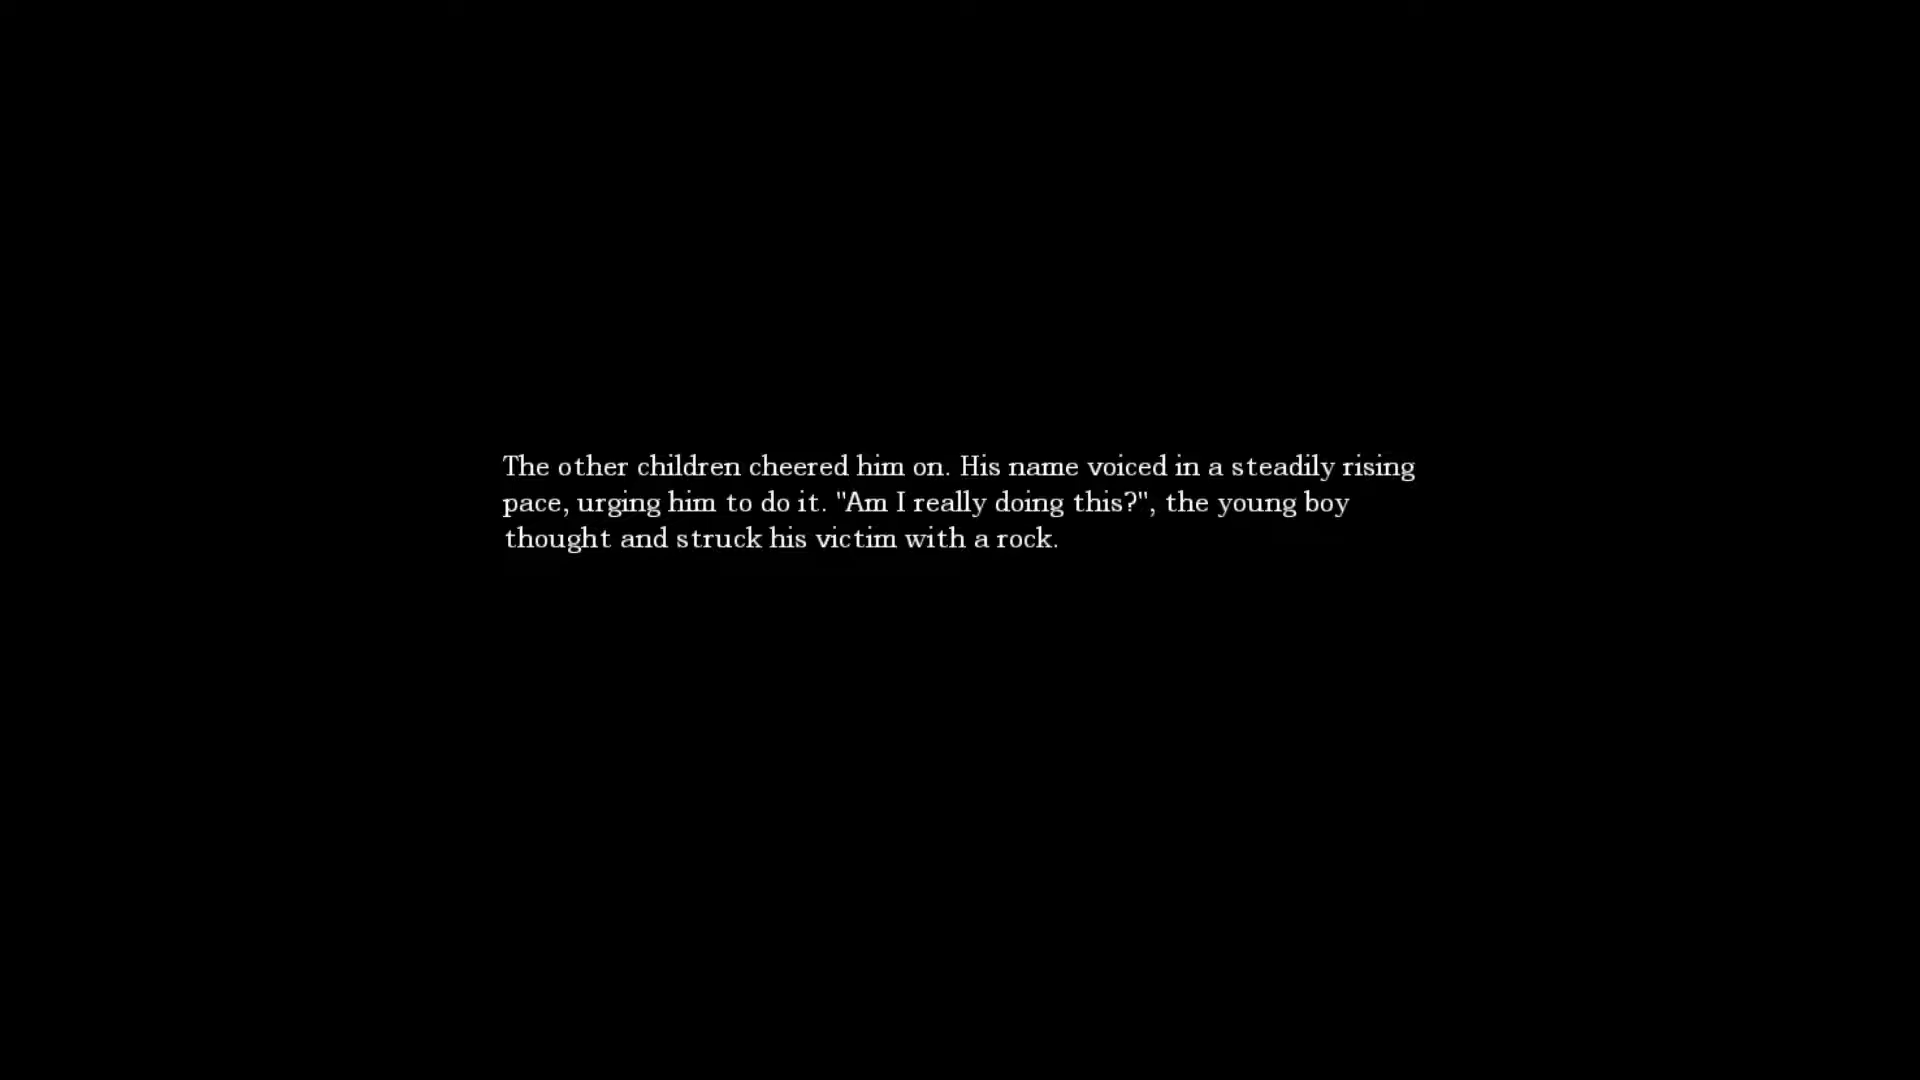 The other children cheered him on. His name voiced in a steadily rising
pace, urging him to do it. "Am I really doing this?", the young boy
thought and struck his victim with a rock.